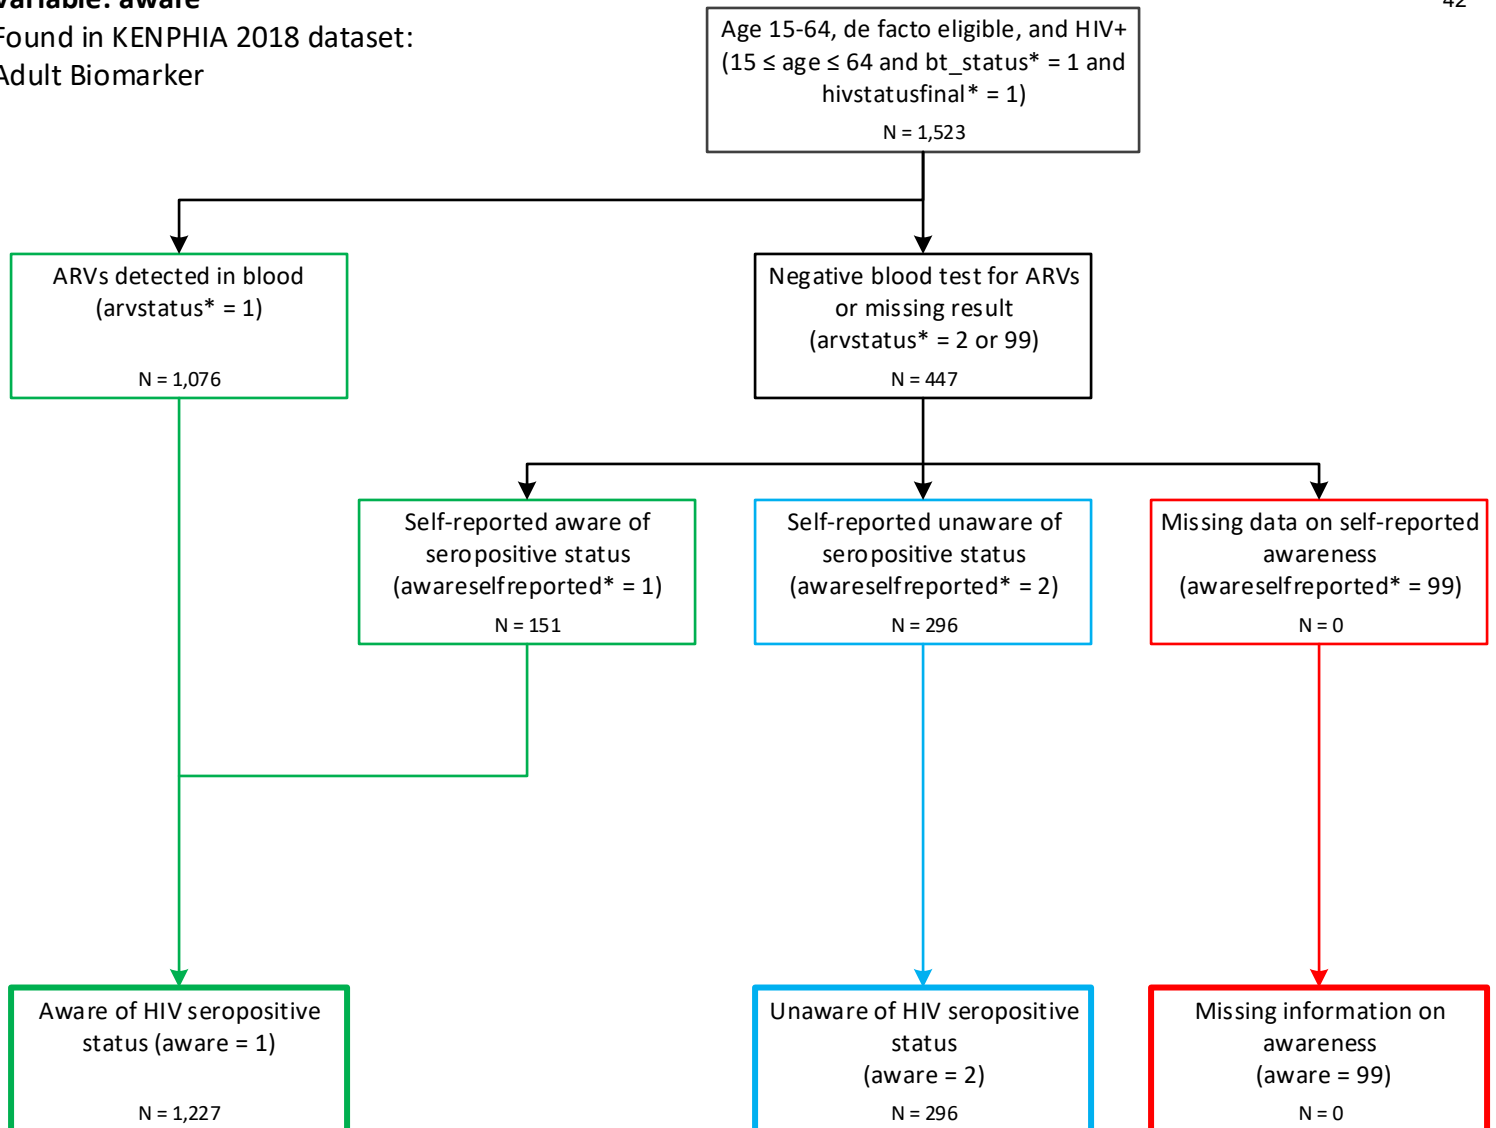 variable: aware
42
Found in KENPHIA 2018 dataset:
Adult Biomarker
Age 15-64, de facto eligible, and HIV+
(15 ≤ age ≤ 64 and bt_status* = 1 and
hivstatusfinal* = 1)
N = 1,523
ARVs detected in blood
(arvstatus* = 1)
N = 1,076
Negative blood test for ARVs
or missing result
(arvstatus* = 2 or 99)
N = 447
Self-reported aware of
seropositive status
(awareselfreported* = 1)
N = 151
Self-reported unaware of
seropositive status
(awareselfreported* = 2)
N = 296
Missing data on self-reported
awareness
(awareselfreported* = 99)
N = 0
Aware of HIV seropositive
status (aware = 1)
N = 1,227
Unaware of HIV seropositive
status
(aware = 2)
N = 296
Missing information on
awareness
(aware = 99)
N = 0